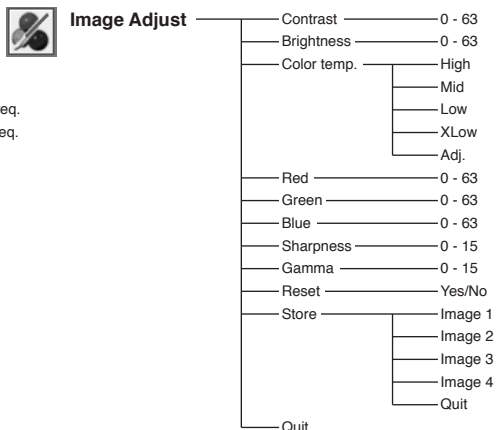 Image Adjust Contrast 0 - 63
Brightness 0 - 63
Color temp. High
Mid
Low
XLow
Adj.
eq.
eq.
Red 0 - 63
Green 0 - 63
Blue 0 - 63
Sharpness 0 - 15
Gamma 0 - 15
Reset Yes/No
Store Image 1
Image 2
Image 3
Image 4
Quit
Quit